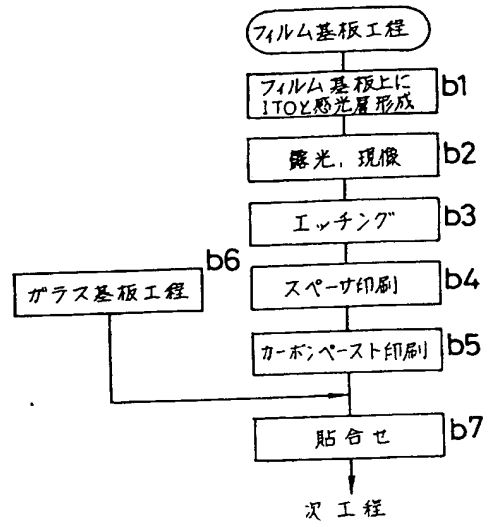 フィルム基板工程
フィルム基板上に
ITOと感光層形成
b1
露光、現像
b2
エッチング
b3
b6
ガラス基板工程
スペーサ印刷
b4
カーボンペースト印刷
b5
貼合せ
b7
次工程